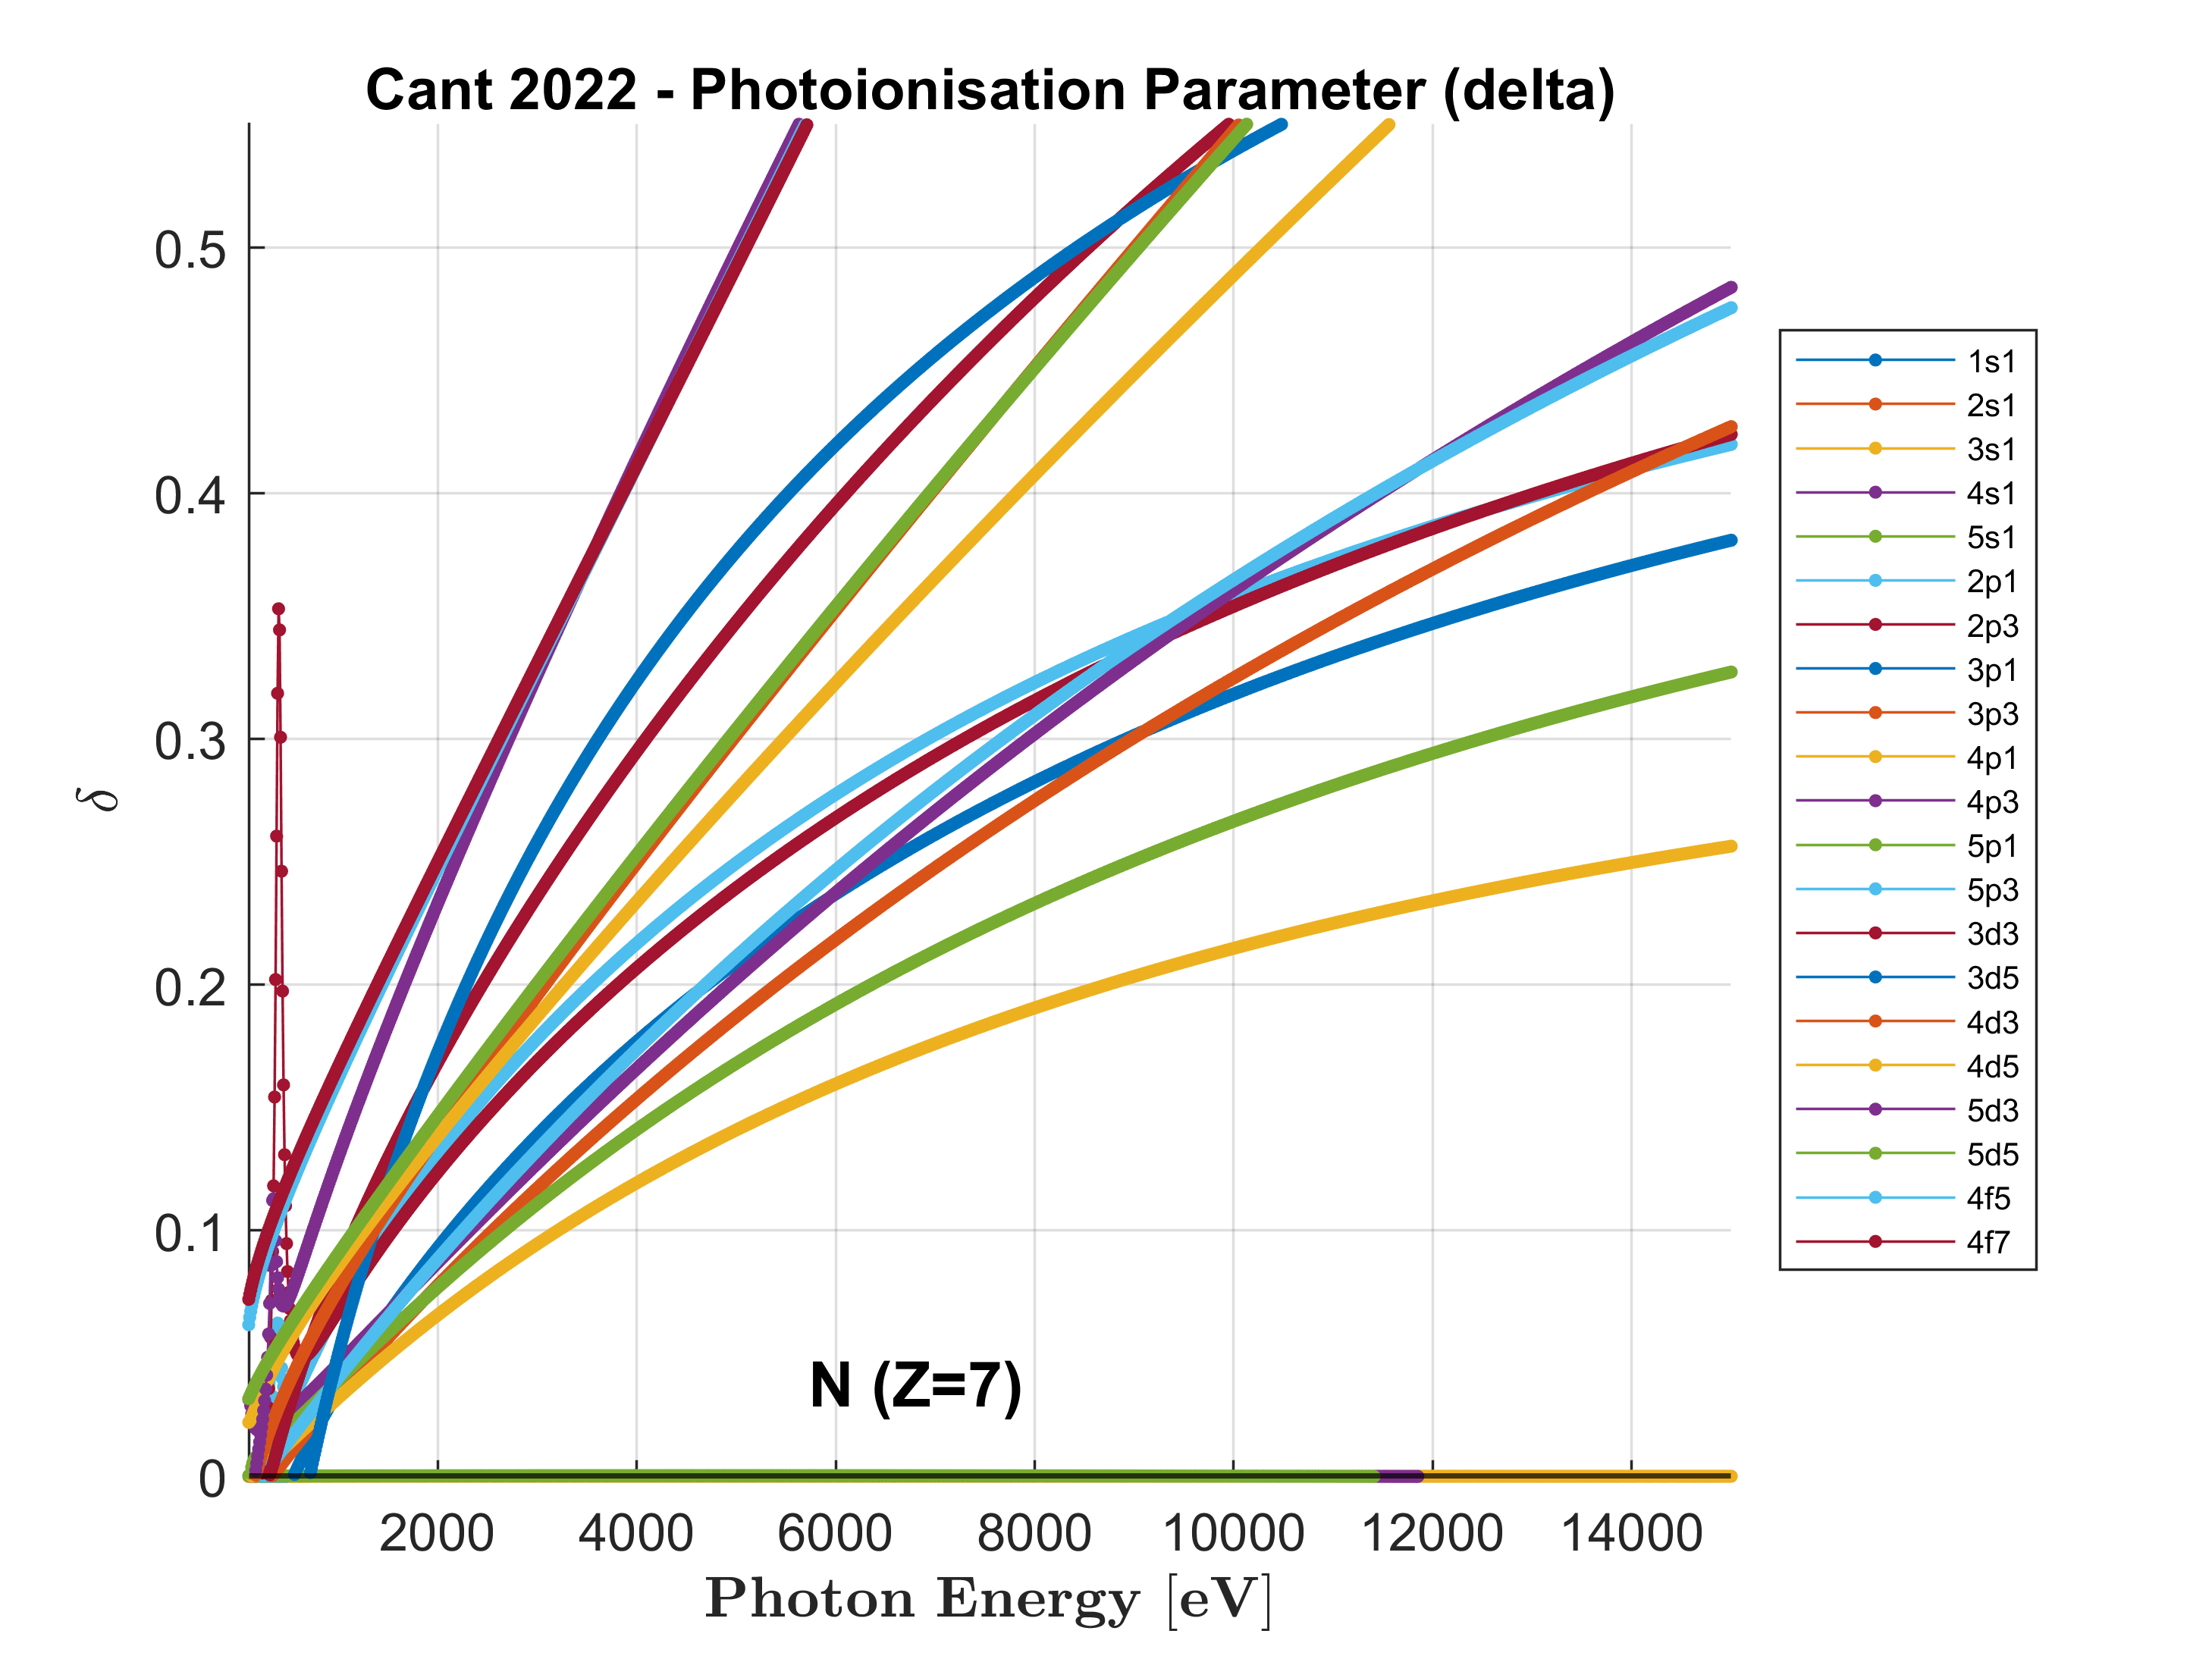 Cant 2022 - Photoionisation Parameter (delta)
0.5
0.4
0.3
0.2
0.1
0
δ
N (Z=7)
2000 4000 6000 8000 10000 12000 14000
Photon Energy [eV]
1s1
2s1
3s1
4s1
5s1
2p1
2p3
3p1
3p3
4p1
4p3
5p1
5p3
3d3
3d5
4d3
4d5
5d3
5d5
4f5
4f7